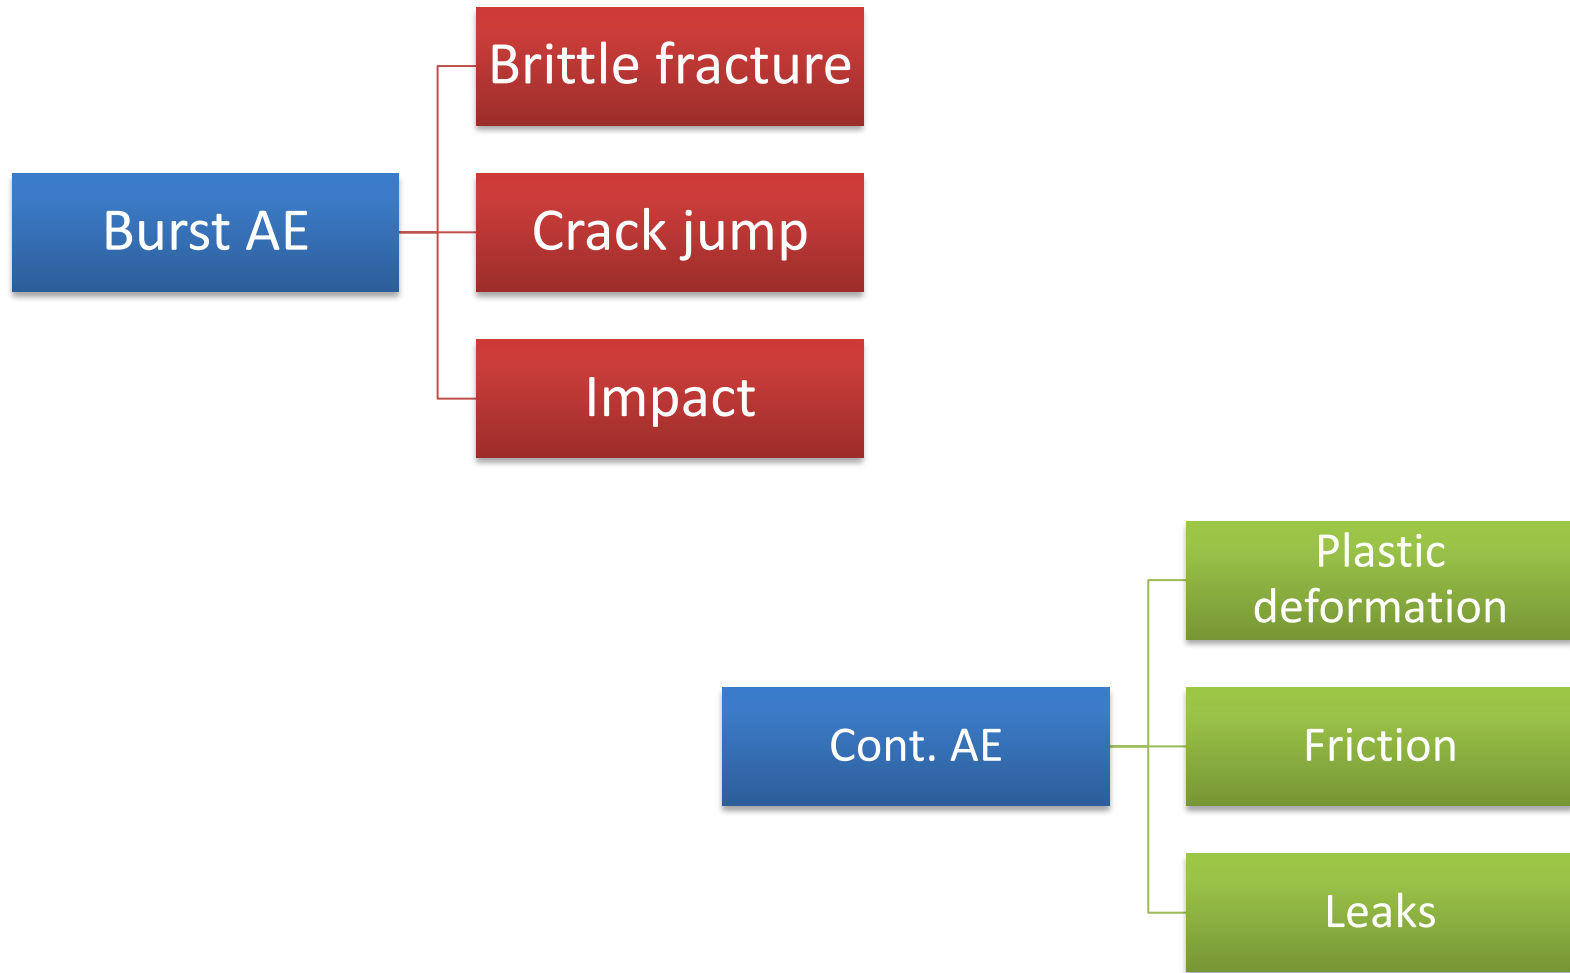 Brittle fracture
Burst AE
Crack jump
Impact
Plastic
deformation
Cont. AE
Friction
Leaks